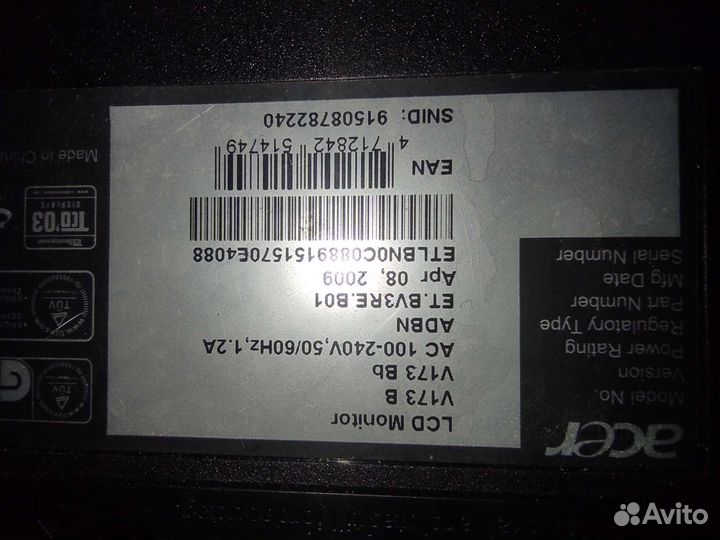 acer
LCD Monitor
Model No. V173 B
Version V173 Bb
Power Rating AC 100-240V,50/60Hz,1.2A
Regulatory Type ADBN
Part Number ET.BV3RE.B01
Mfg Date Apr 08, 2009
Serial Number ETLBN0C0889151570E4088
EAN
4 712842 514749
SNID: 91508782240
TÜV
TÜV
TCO'03
DISPLAYS
Made in China
Avito